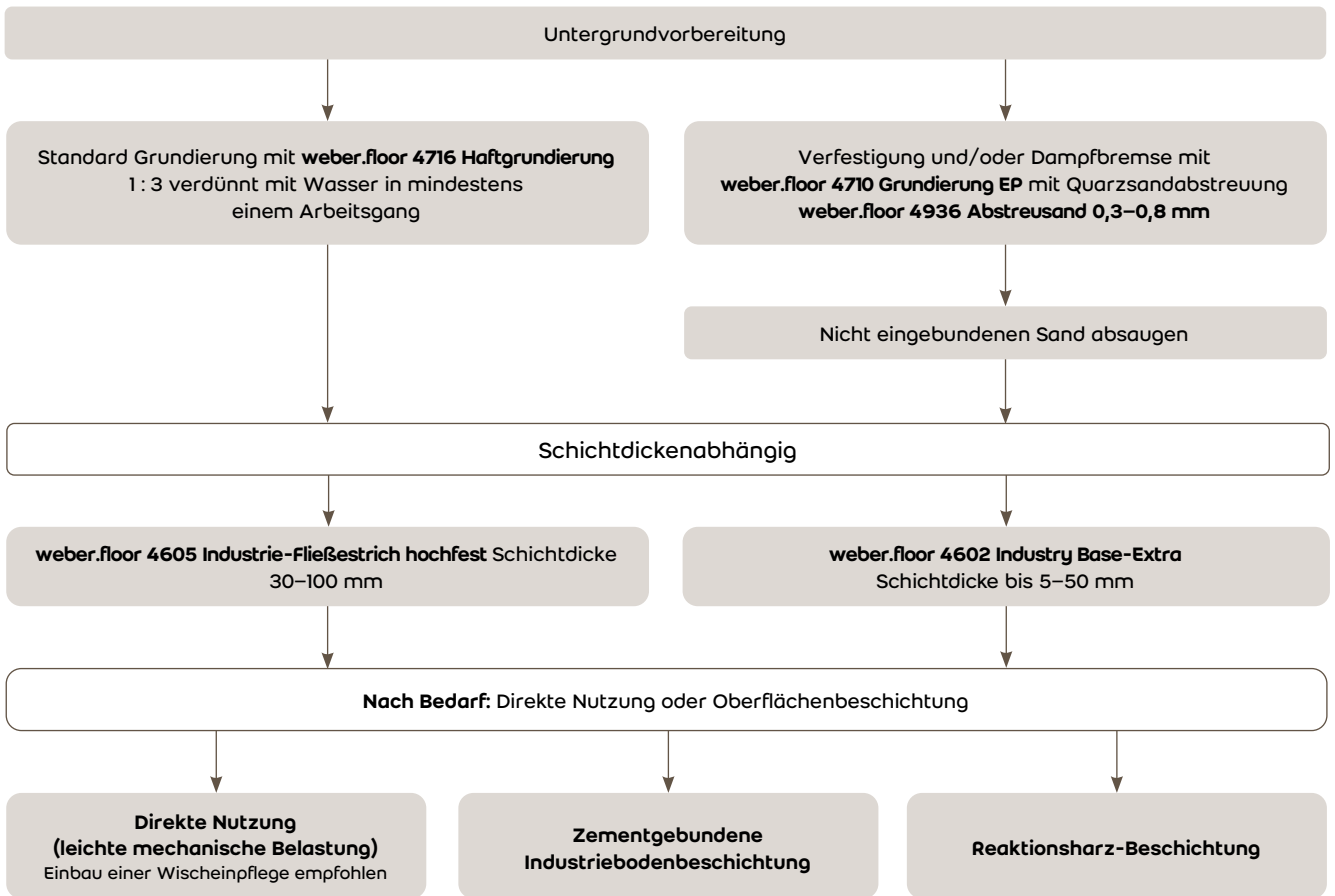 Untergrundvorbereitung
Standard Grundierung mit weber.floor 4716 Haftgrundierung
1 : 3 verdünnt mit Wasser in mindestens
einem Arbeitsgang
Verfestigung und/oder Dampfbremse mit
weber.floor 4710 Grundierung EP mit Quarzsandabstreuung
weber.floor 4936 Abstreusand 0,3–0,8 mm
Nicht eingebundenen Sand absaugen
Schichtdickenabhängig
weber.floor 4605 Industrie-Fließestrich hochfest Schichtdicke
30–100 mm
weber.floor 4602 Industry Base-Extra
Schichtdicke bis 5–50 mm
Nach Bedarf: Direkte Nutzung oder Oberflächenbeschichtung
Direkte Nutzung
(leichte mechanische Belastung)
Einbau einer Wischeinpflege empfohlen
Zementgebundene
Industriebodenbeschichtung
Reaktionsharz-Beschichtung